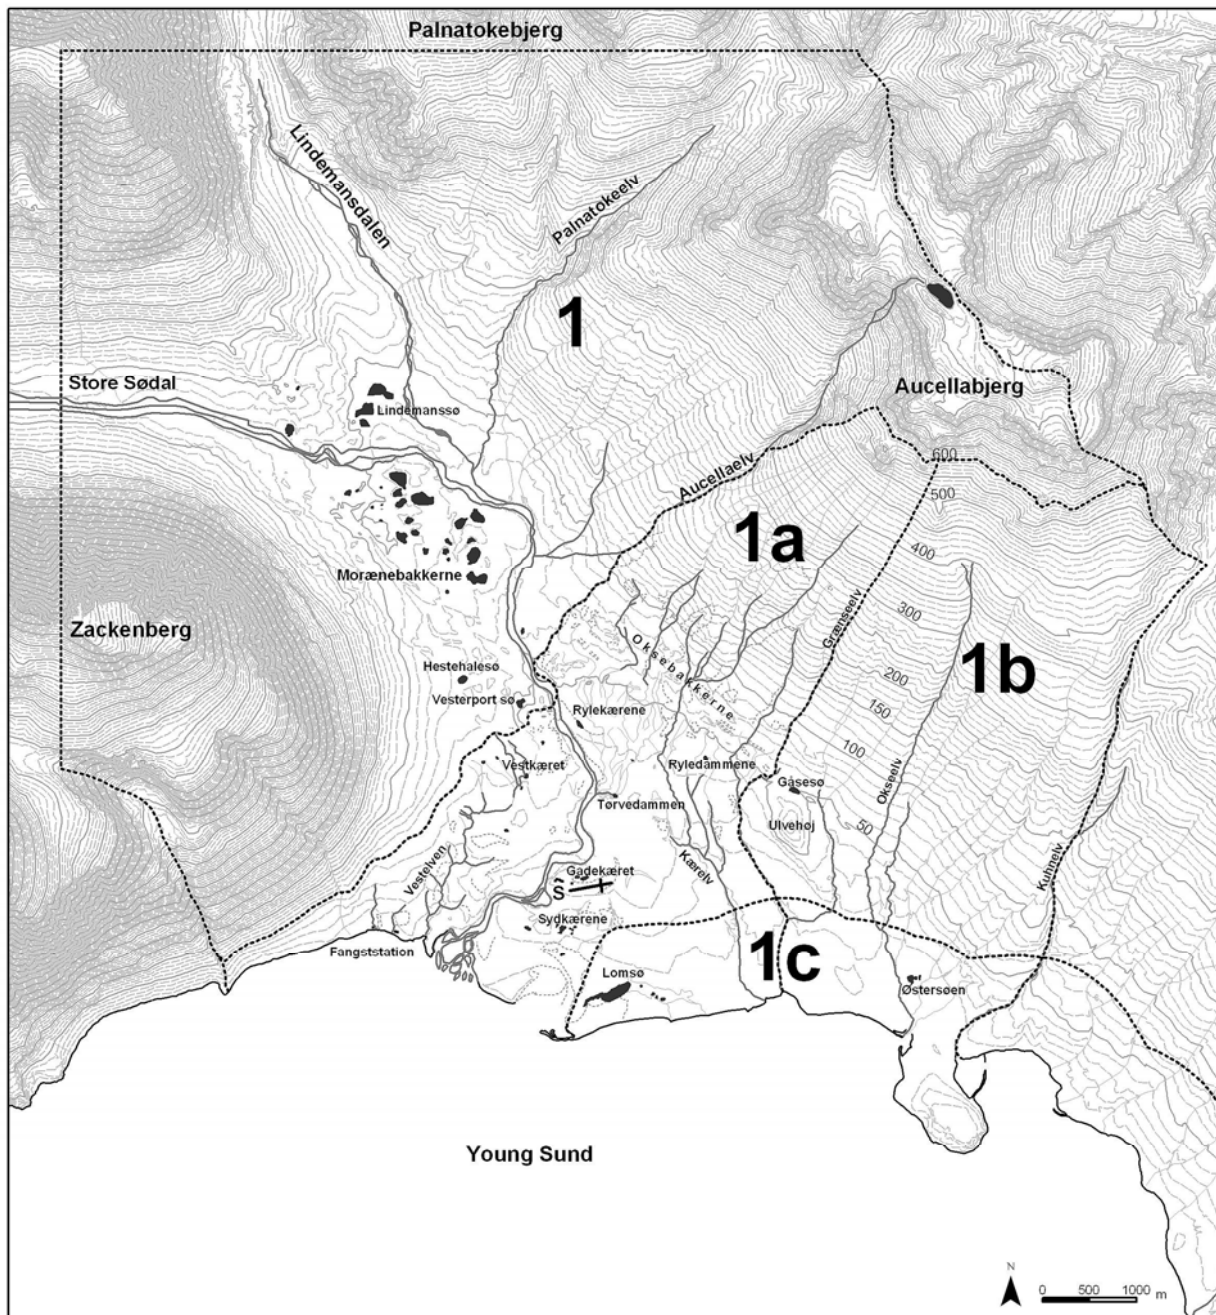 Palnatokebjerg
Lindemansdalen
Palnatokeelv
1
Store Sødal
Lindemanssø
Aucellabjerg
Aucellaelv
600
500
1a
400
Morænebakkerne
Zackenberg
300
Grænseelv
Oksebakkerne
1b
Hestehalesø
200
Vesterport sø
150
Rylekærene
100
Vestkæret
Ryledammene
Gåsesø
Okseelv
Tørvedammen
Ulvehøj
50
Kærelv
Kuhnelv
Vestelven
Gadekæret
S
Sydkærene
Fangststation
1c
Lomsø
Østersøen
Young Sund
N
0 500 1000 m